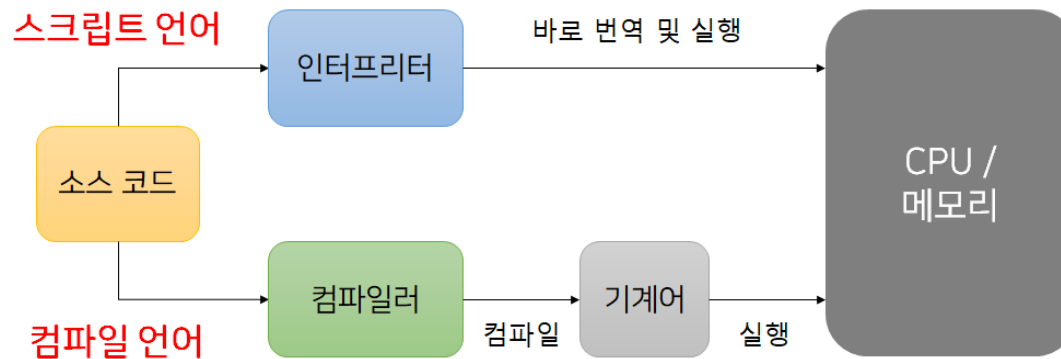 스크립트 언어
바로 번역 및 실행
인터프리터
소스 코드
CPU /
메모리
컴파일러
기계어
컴파일
실행
컴파일 언어